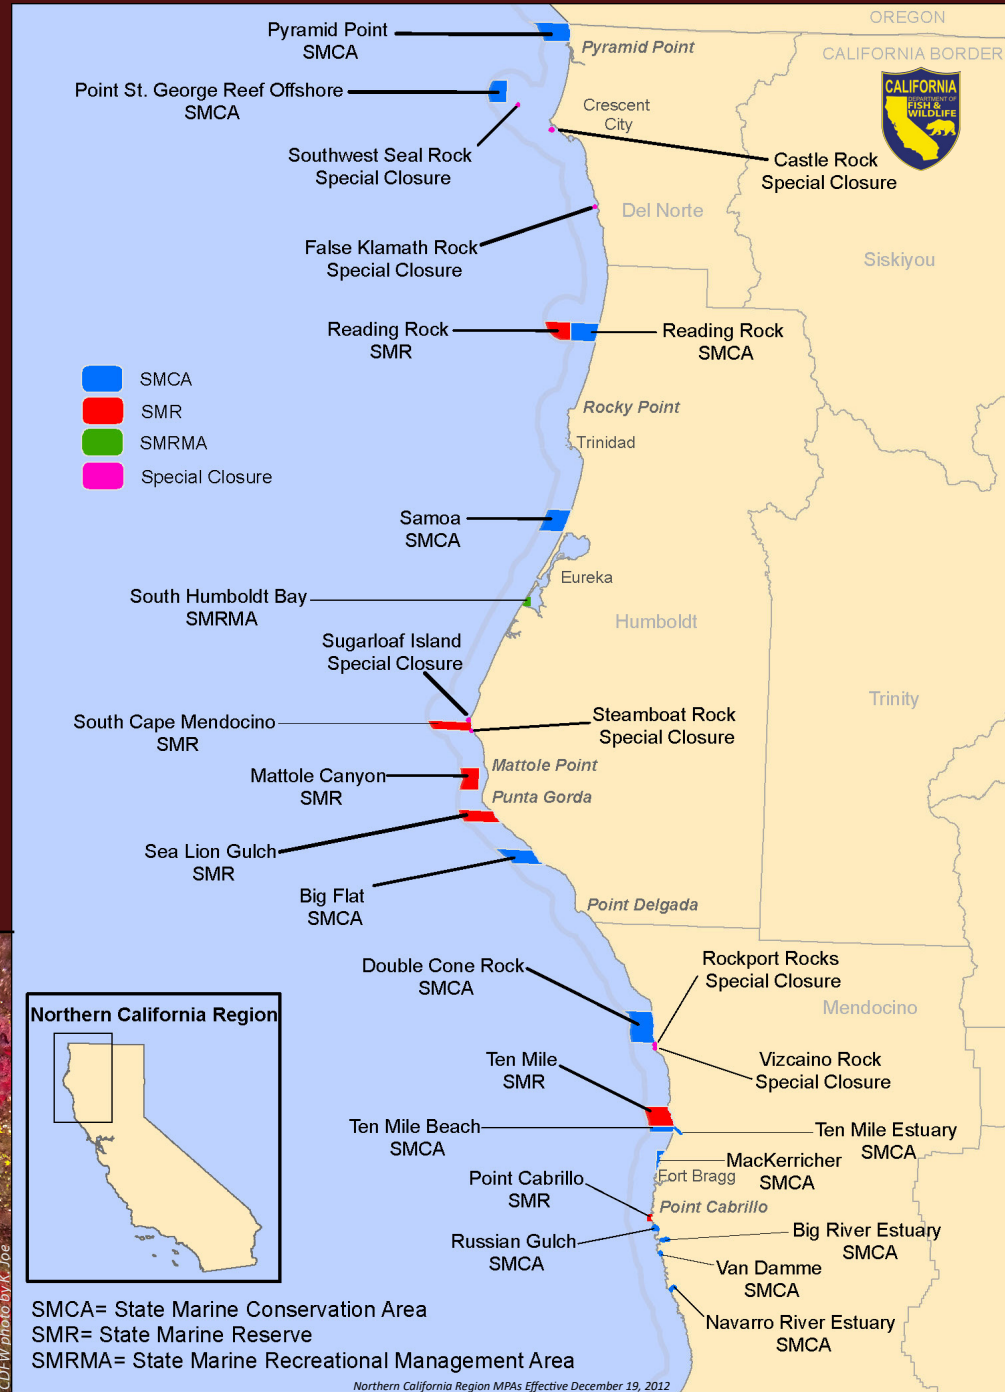 OREGON
Pyramid Point
SMCA
Pyramid Point
CALIFORNIA BORDER
CALIFORNIA
DEPARTMENT OF
FISH &
WILDLIFE
Point St. George Reef Offshore
SMCA
Crescent
City
Southwest Seal Rock
Special Closure
Castle Rock
Special Closure
Del Norte
False Klamath Rock
Special Closure
Siskiyou
Reading Rock
SMR
Reading Rock
SMCA
SMCA
SMR
SMRMA
Special Closure
Rocky Point
Trinidad
Samoa
SMCA
Eureka
South Humboldt Bay
SMRMA
Humboldt
Sugarloaf Island
Special Closure
Trinity
South Cape Mendocino
SMR
Steamboat Rock
Special Closure
Mattole Canyon
SMR
Mattole Point
Punta Gorda
Sea Lion Gulch
SMR
Big Flat
SMCA
Point Delgada
Double Cone Rock
SMCA
Rockport Rocks
Special Closure
Mendocino
Northern California Region
Ten Mile
SMR
Vizcaino Rock
Special Closure
Ten Mile Beach
SMCA
Ten Mile Estuary
SMCA
MacKerricher
SMCA
Fort Bragg
Point Cabrillo
SMR
Point Cabrillo
Russian Gulch
SMCA
Big River Estuary
SMCA
Van Damme
SMCA
Navarro River Estuary
SMCA
SMCA= State Marine Conservation Area
SMR= State Marine Reserve
SMRMA= State Marine Recreational Management Area
Northern California Region MPAs Effective December 19, 2012
CDFW photo by K. Joe